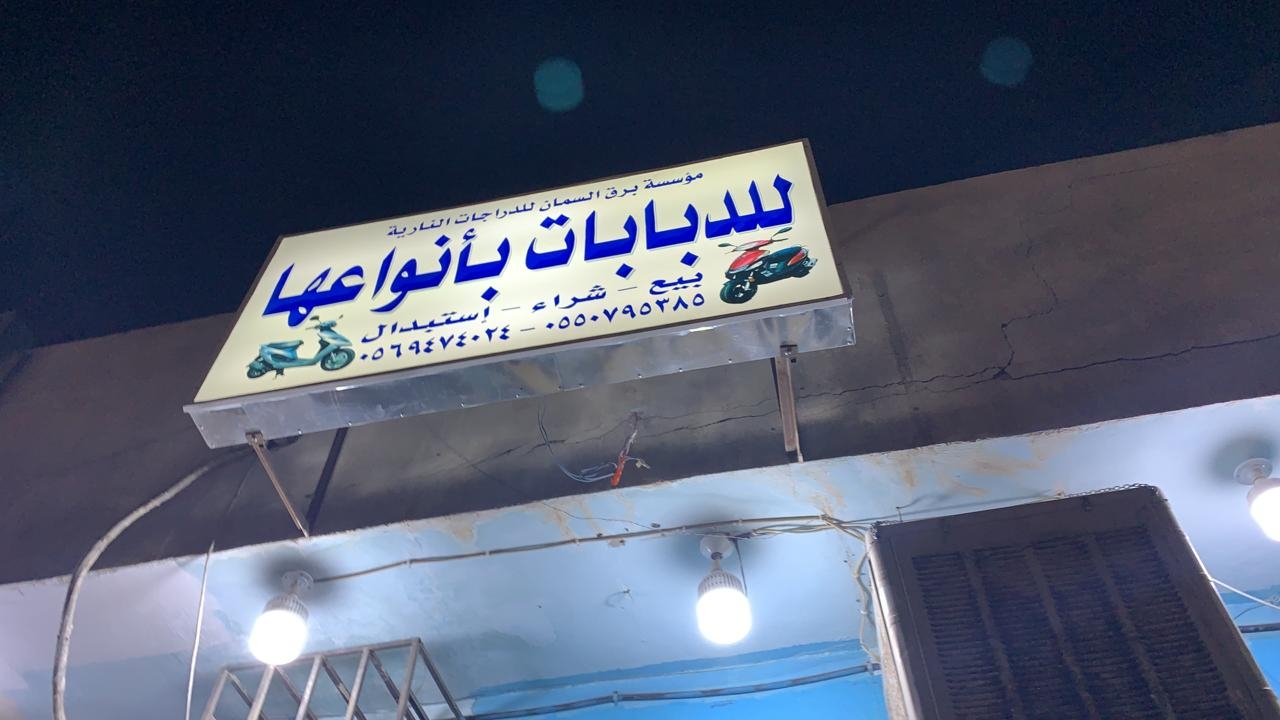 مؤسسة برق السمان للدراجات النارية
للدبابات بأنواعها
بيع - شراء - إستبدال
٠٥٥٠٧٩٥٣٨٥ - ٠٥٦٩٤٧٤٠٢٤